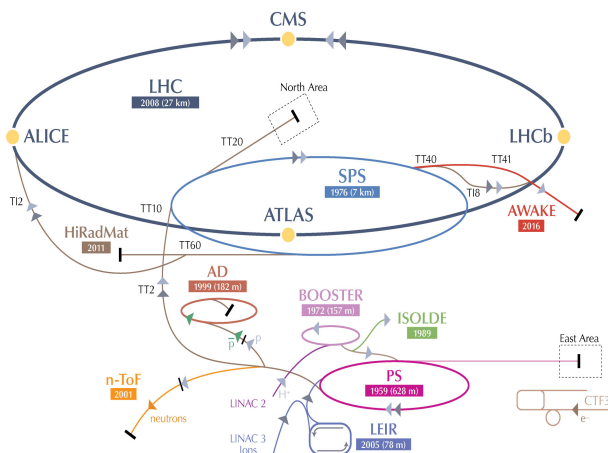 CMS
LHC
2008 (27 km)
North Area
ALICE
LHCb
TT20
TT40
TT41
SPS
1976 (7 km)
TI8
TI2
TT10
ATLAS
AWAKE
2016
HiRadMat
2011
TT60
AD
1999 (182 m)
TT2
BOOSTER
1972 (157 m)
ISOLDE
1989
p
p̅
East Area
n-ToF
2001
PS
1959 (628 m)
H⁺
LINAC 2
neutrons
CTF3
e⁻
LEIR
2005 (78 m)
LINAC 3
Ions